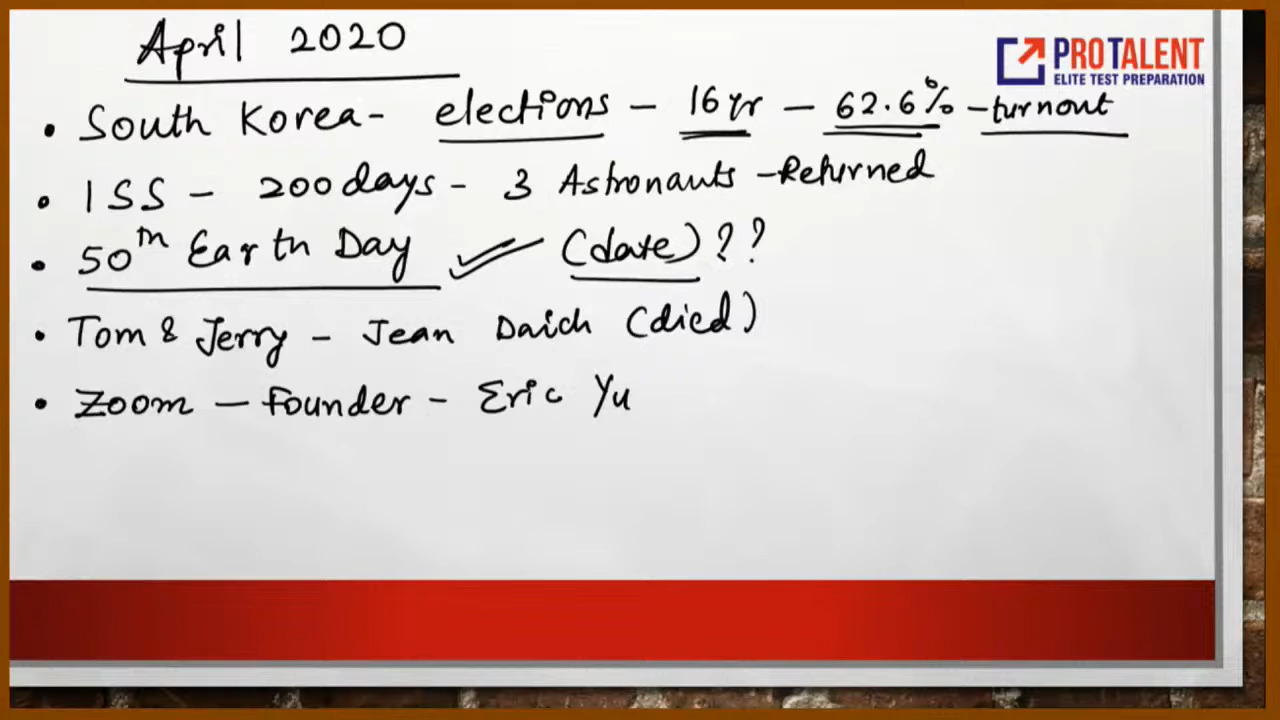 April 2020
PROTALENT
ELITE TEST PREPARATION
• South Korea - elections - 16 yr - 62.6% - turnout
• ISS - 200 days - 3 Astronauts - Returned
• 50th Earth Day (date) ??
• Tom & Jerry - Jean Daich (died)
• Zoom - Founder - Eric Yu